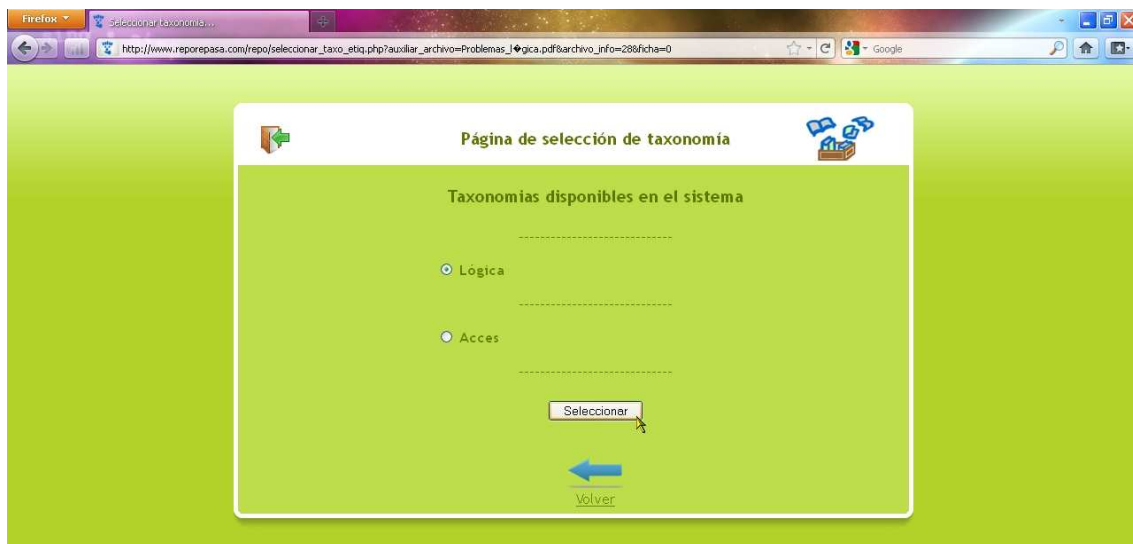 Firefox
Seleccionar taxonomía...
http://www.reporepasa.com/repo/seleccionar_taxo_etiq.php?auxiliar_archivo=Problemas_l�gica.pdf&archivo_info=28&ficha=0
Google
Página de selección de taxonomía
Taxonomias disponibles en el sistema
----------------------------
Lógica
----------------------------
Acces
----------------------------
Seleccionar
Volver